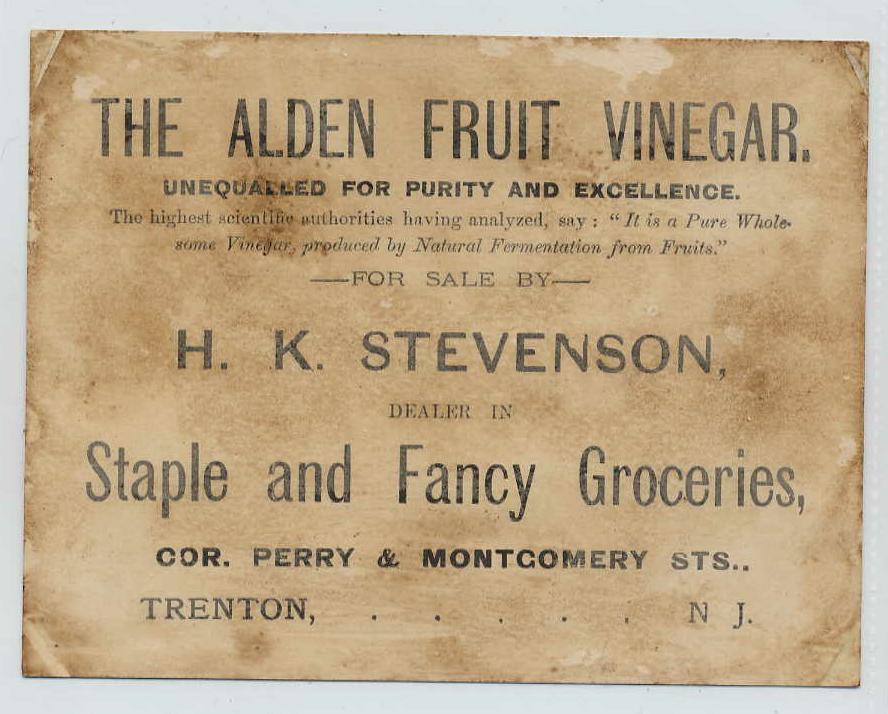 THE ALDEN FRUIT VINEGAR.
UNEQUALLED FOR PURITY AND EXCELLENCE.
The highest scientific authorities having analyzed, say: "It is a Pure Whole-
some Vinegar, produced by Natural Fermentation from Fruits."
—FOR SALE BY—
H. K. STEVENSON,
DEALER IN
Staple and Fancy Groceries,
COR. PERRY & MONTGOMERY STS..
TRENTON, . . . . . N J.